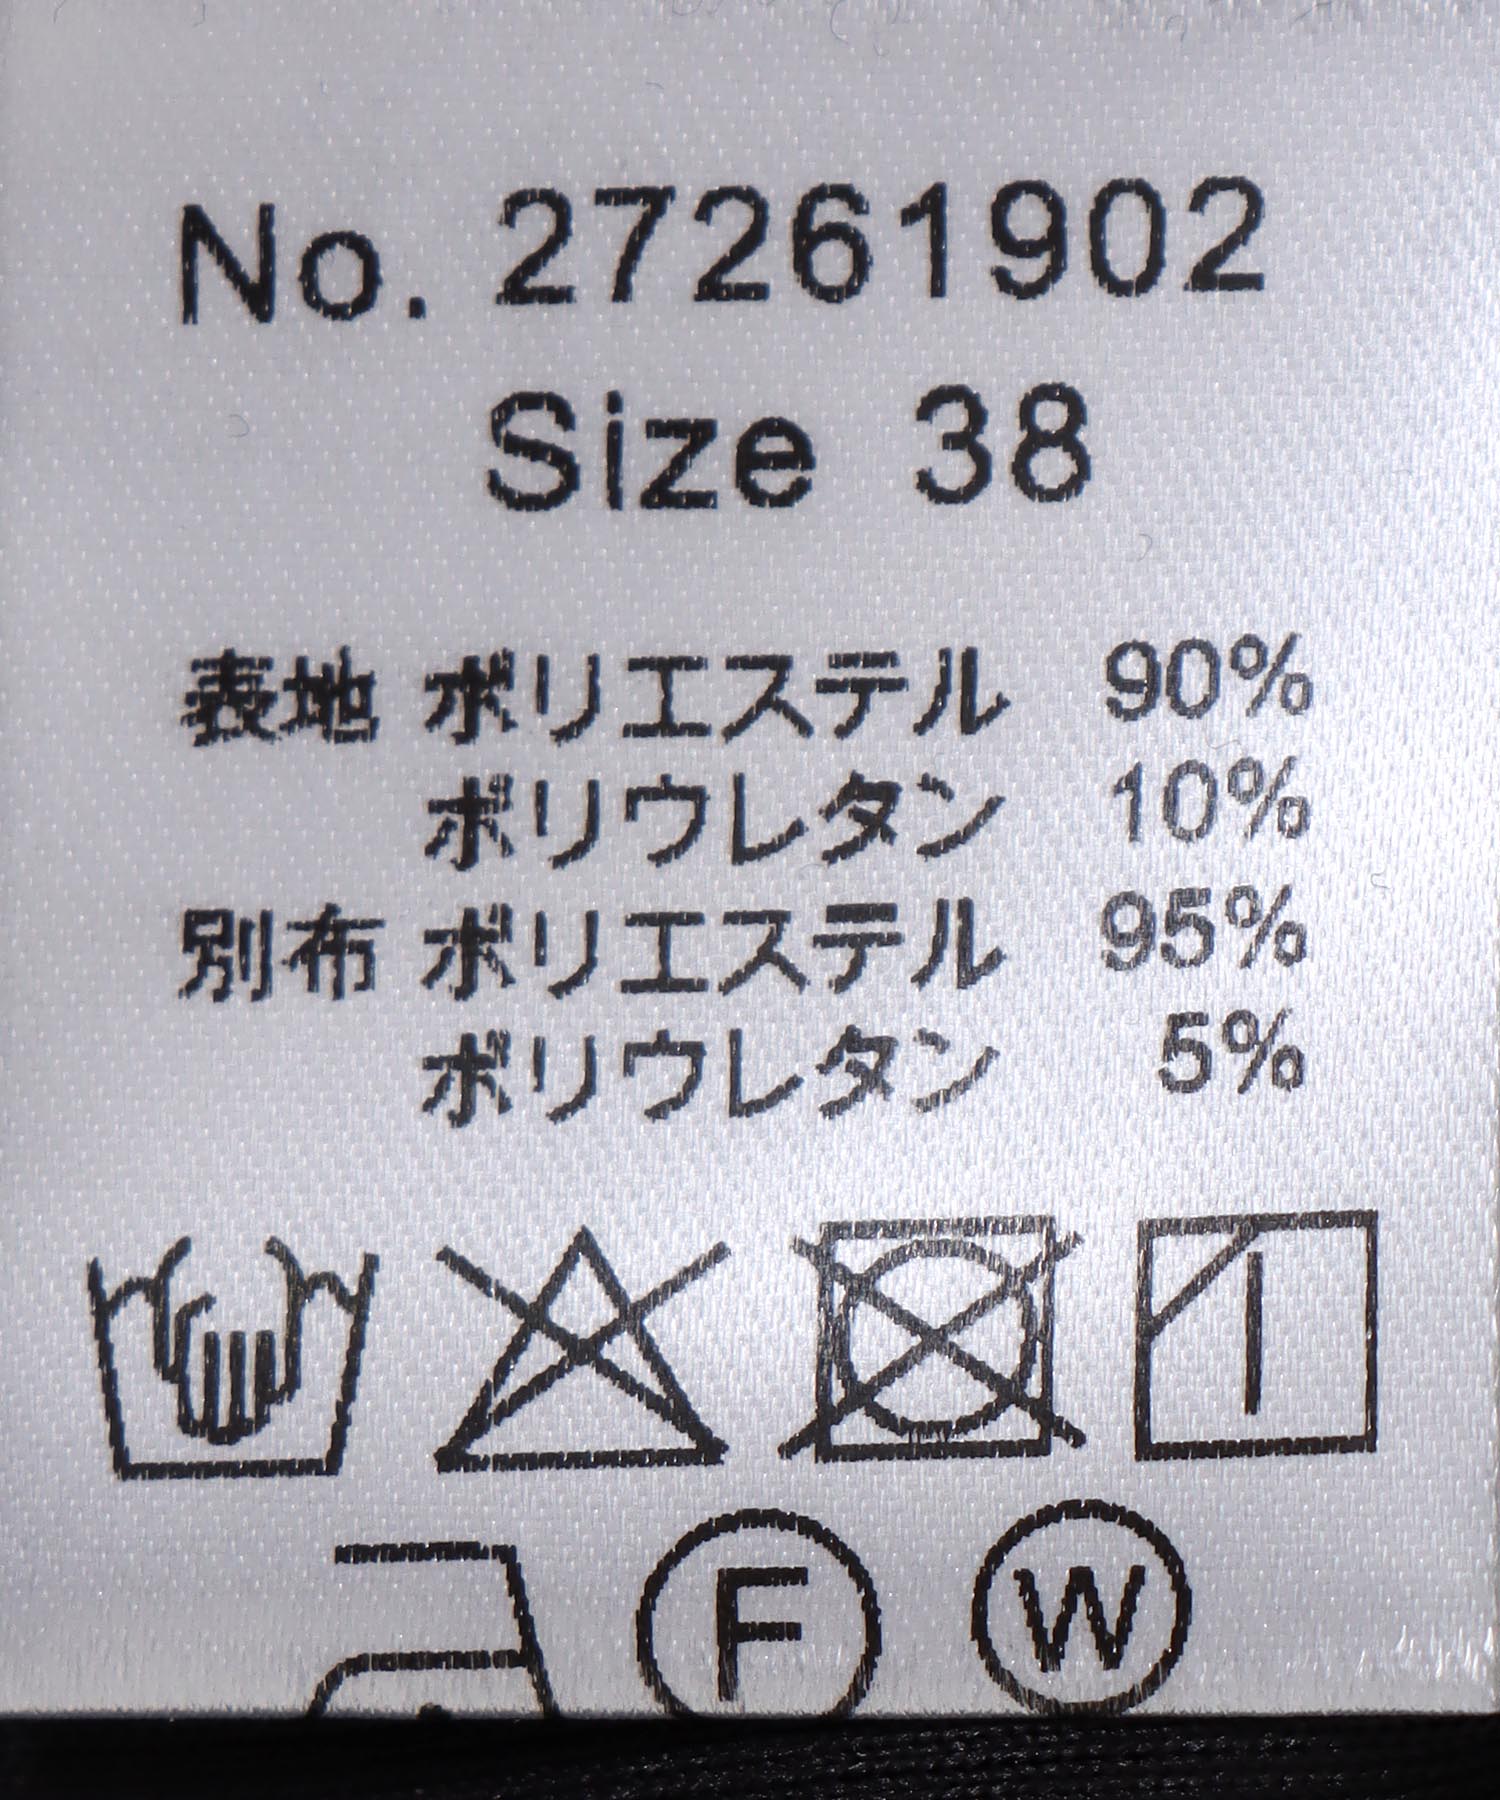 No. 27261902
Size 38
表地 ポリエステル 90%
ポリウレタン 10%
別布 ポリエステル 95%
ポリウレタン 5%
F W